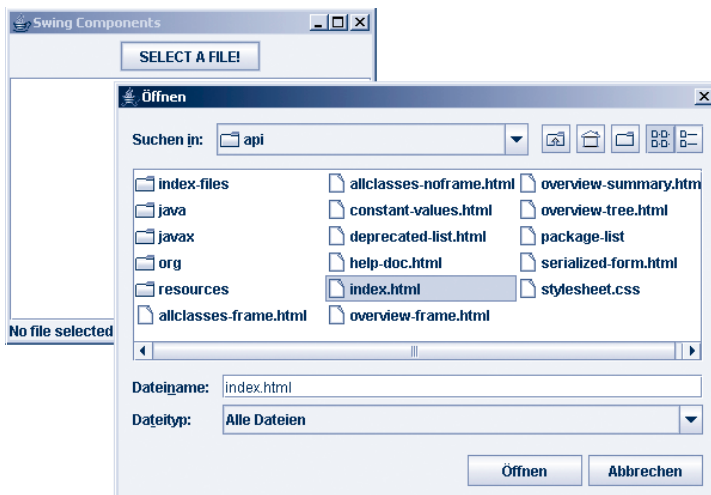 Swing Components
SELECT A FILE!
No file selected
Öffnen
Suchen in: api
index-files
java
javax
org
resources
allclasses-frame.html
allclasses-noframe.html
constant-values.html
deprecated-list.html
help-doc.html
index.html
overview-frame.html
overview-summary.htm
overview-tree.html
package-list
serialized-form.html
stylesheet.css
Dateiname: index.html
Dateityp: Alle Dateien
Öffnen Abbrechen